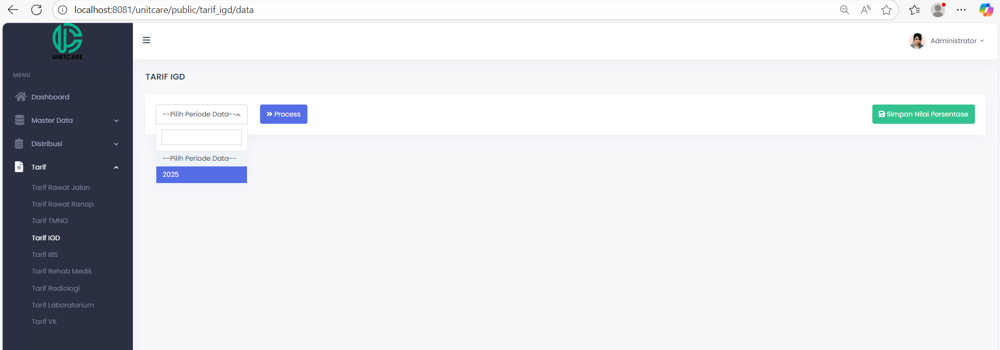 localhost:8081/unitcare/public/tarif_igd/data
UNITCARE
Administrator
MENU
Dashboard
Master Data
Distribusi
Tarif
Tarif Rawat Jalan
Tarif Rawat Ranap
Tarif TMNO
Tarif IGD
Tarif IBS
Tarif Rehab Medik
Tarif Radiologi
Tarif Laboratorium
Tarif VK
TARIF IGD
--Pilih Periode Data--
Process
Simpan Nilai Persentase
--Pilih Periode Data--
2025